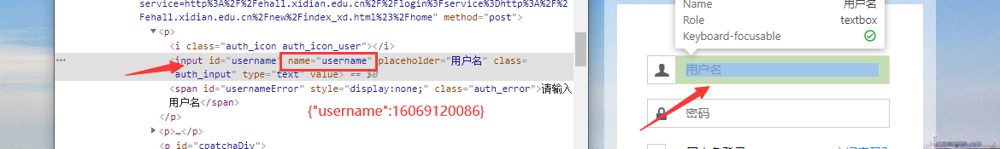 service=http%3A%2F%2Fehall.xidian.edu.cn%2F%2Flogin%3Fservice%3Dhttp%3A%2F%2
Fehall.xidian.edu.cn%2Fnew%2Findex_xd.html%23%2Fhome" method="post">
▼<p>
<i class="auth_icon auth_icon_user"></i>
<input id="username" name="username" placeholder="用户名" class=
"auth_input" type="text" value> == $0
<span id="usernameError" style="display:none;" class="auth_error">请输入
用户名</span>
</p>
{"username":16069120086}
▶<p>…</p>
<p id="cpatchaDiv">
Name 用户名
Role textbox
Keyboard-focusable
用户名
密码